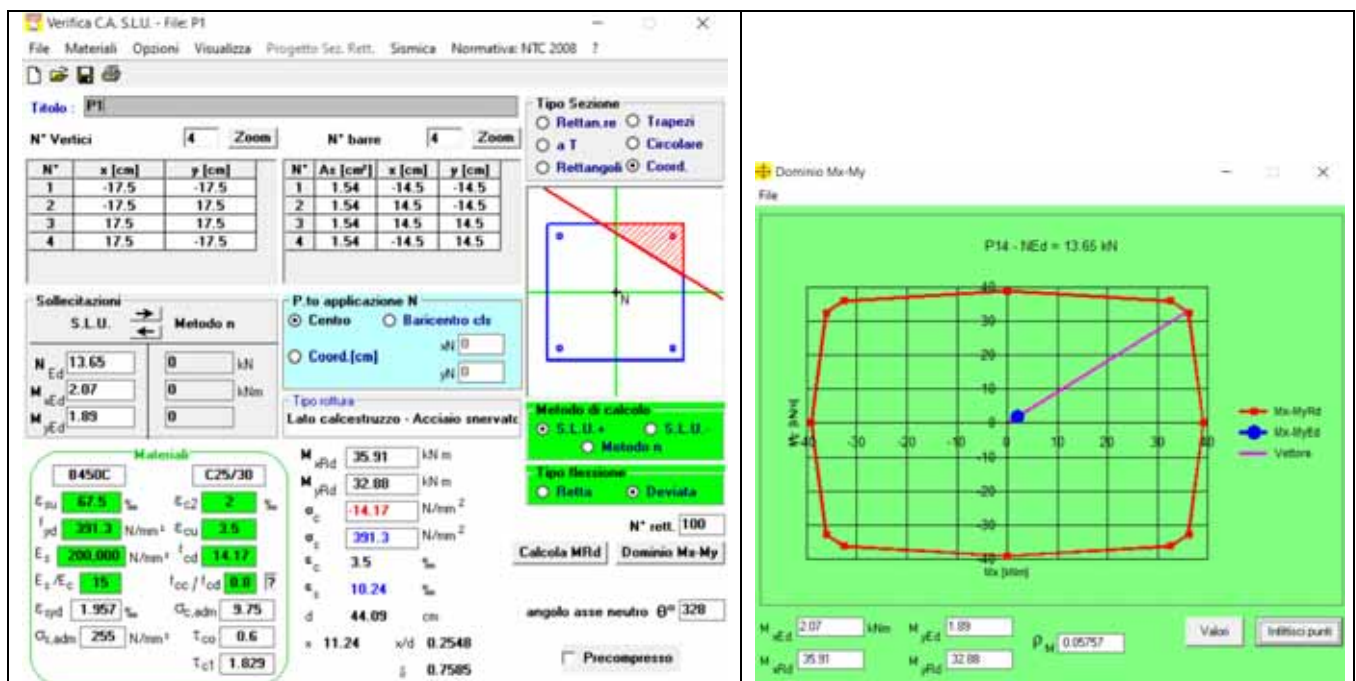 Verifica C.A. S.L.U. - File: P1
File Materiali Opzioni Visualizza Progetto Sez. Rett. Sismica Normativa: NTC 2008 ?
Titolo : P1
N° Vertici 4 Zoom N° barre 4 Zoom
N° x [cm] y [cm]
1 -17.5 -17.5
2 -17.5 17.5
3 17.5 17.5
4 17.5 -17.5
N° As [cm²] x [cm] y [cm]
1 1.54 -14.5 -14.5
2 1.54 14.5 -14.5
3 1.54 14.5 14.5
4 1.54 -14.5 14.5
Tipo Sezione
Rettan.re Trapezi
a T Circolare
Rettangoli Coord.
N
Sollecitazioni
S.L.U. Metodo n
N Ed 13.65 0 kN
M xEd 2.07 0 kNm
M yEd 1.89 0
P.to applicazione N
Centro Baricentro cls
Coord.[cm] xN 0
yN 0
Tipo rottura
Lato calcestruzzo - Acciaio snervato
Metodo di calcolo
S.L.U.+ S.L.U.-
Metodo n
Tipo flessione
Retta Deviata
N° rett. 100
Calcola MRd Dominio Mx-My
angolo asse neutro θ° 328
Precompresso
Materiali
B450C C25/30
εsu 67.5 ‰ εc2 2 ‰
fyd 391.3 N/mm² εcu 3.5
Es 200,000 N/mm² fcd 14.17
Es/Ec 15 fcc / fcd 0.8 ?
εsyd 1.957 ‰ σc,adm 9.75
σs,adm 255 N/mm² τco 0.6
τc1 1.829
M xRd 35.91 kN m
M yRd 32.88 kN m
σc -14.17 N/mm²
σs 391.3 N/mm²
εc 3.5 ‰
εs 10.24 ‰
d 44.09 cm
x 11.24 x/d 0.2548
0.7585
Dominio Mx-My
File
P14 - NEd = 13.65 kN
40
30
20
10
0
-20
-30
-40
-30 -20 -10 0 10 20 30 40
My [kNm]
Mx [kNm]
Mx-MyRd
Mx-MyEd
Vettore
M xEd 2.07 kNm M yEd 1.89
M xRd 35.91 M yRd 32.88
ρ M 0.05757
Valori Infittisci punti